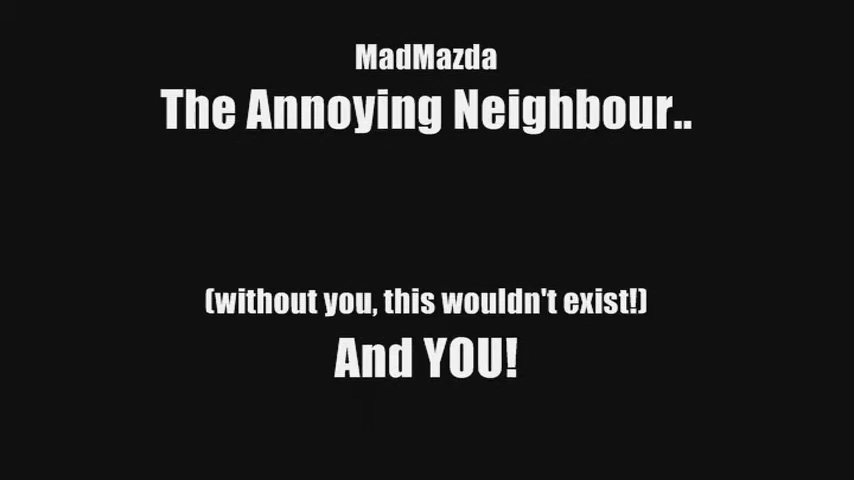 MadMazda
The Annoying Neighbour..
(without you, this wouldn't exist!)
And YOU!